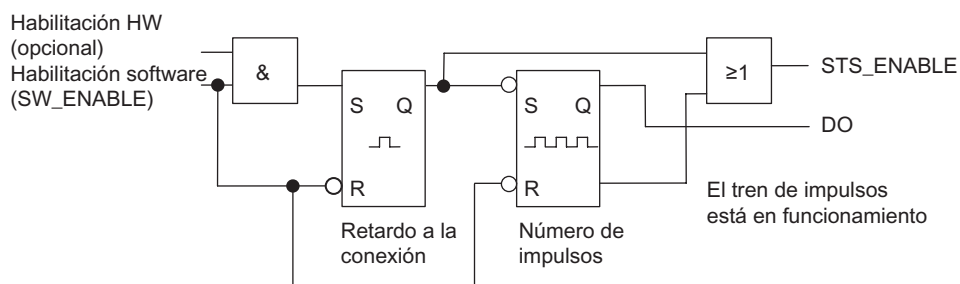 Habilitación HW
(opcional)
Habilitación software
(SW_ENABLE)
&
S Q
R
Retardo a la
conexión
S Q
R
Número de
impulsos
≥1
STS_ENABLE
DO
El tren de impulsos
está en funcionamiento